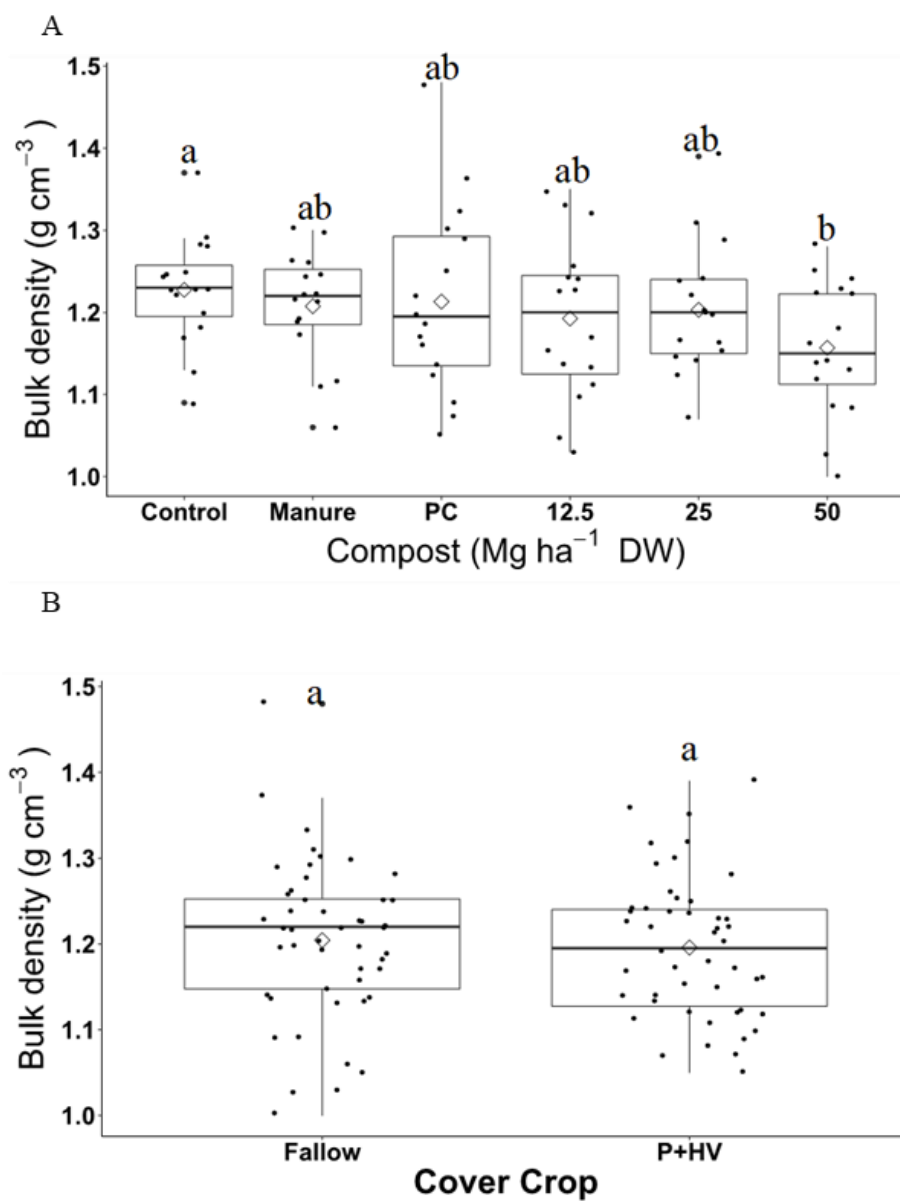 A
1.5
1.4
1.3
1.2
1.1
1.0
Bulk density (g cm⁻³ )
a
ab
ab
ab
ab
b
Control Manure PC 12.5 25 50
Compost (Mg ha⁻¹ DW)
B
1.5
1.4
1.3
1.2
1.1
1.0
Bulk density (g cm⁻³ )
a
a
Fallow P+HV
Cover Crop